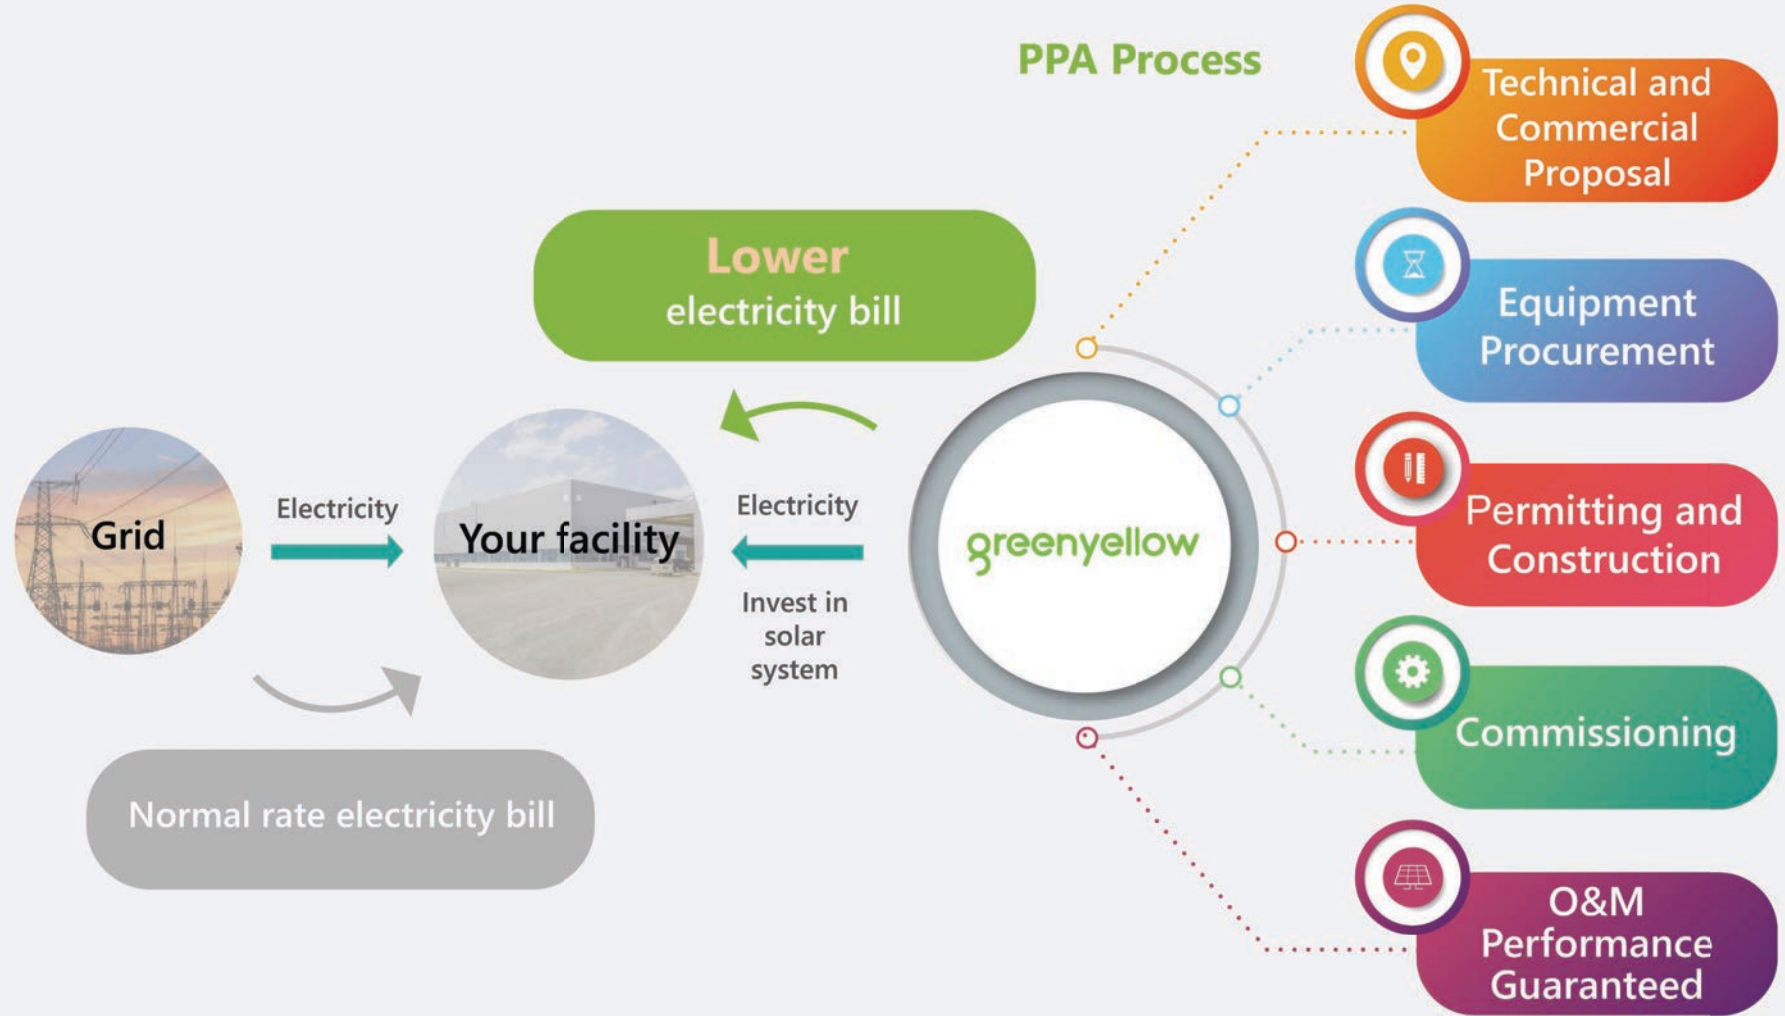 PPA Process
Technical and
Commercial
Proposal
Lower
electricity bill
Equipment
Procurement
Grid
Electricity
Your facility
Electricity
Invest in
solar
system
greenyellow
Permitting and
Construction
Commissioning
Normal rate electricity bill
O&M
Performance
Guaranteed